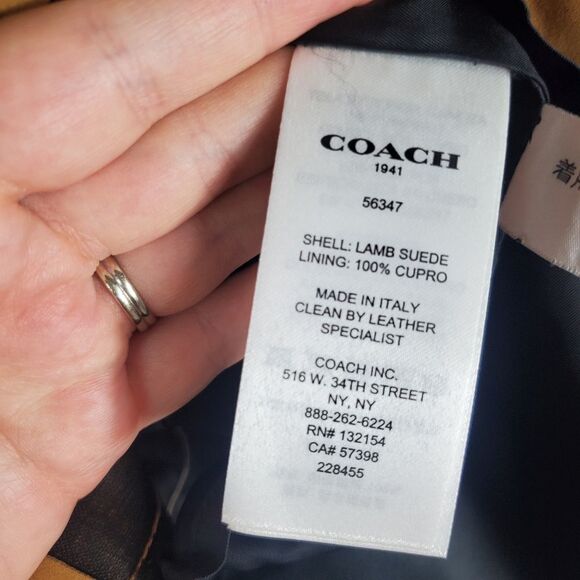 COACH
1941
56347
SHELL: LAMB SUEDE
LINING: 100% CUPRO
MADE IN ITALY
CLEAN BY LEATHER
SPECIALIST
COACH INC.
516 W. 34TH STREET
NY, NY
888-262-6224
RN# 132154
CA# 57398
228455
着